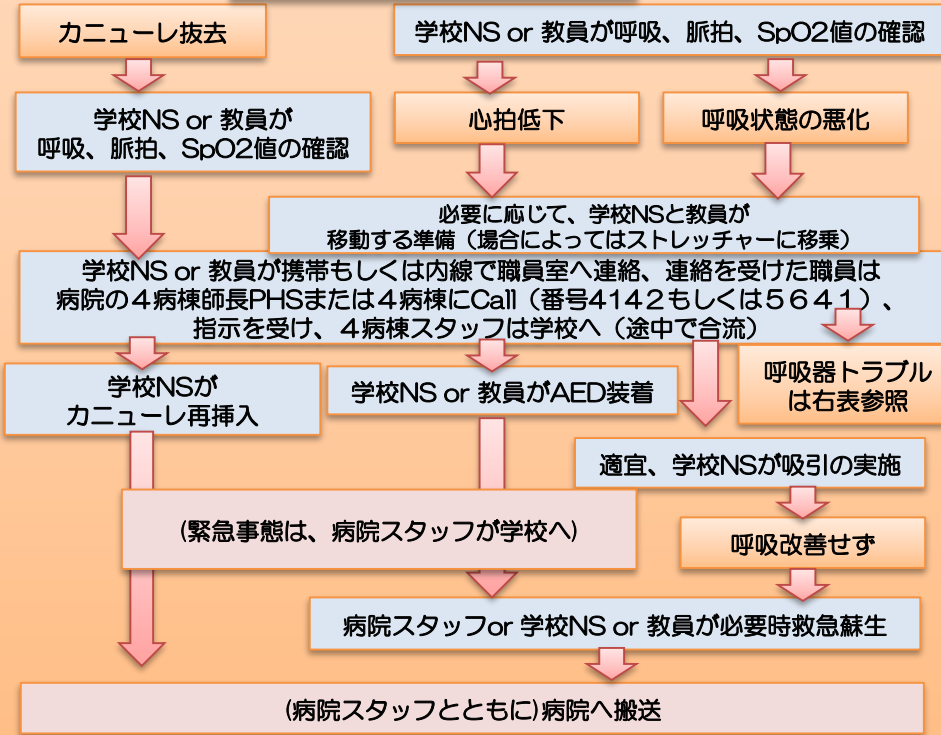 カニューレ抜去
学校NS or 教員が呼吸、脈拍、SpO2値の確認
学校NS or 教員が
呼吸、脈拍、SpO2値の確認
心拍低下
呼吸状態の悪化
必要に応じて、学校NSと教員が
移動する準備（場合によってはストレッチャーに移乗）
学校NS or 教員が携帯もしくは内線で職員室へ連絡、連絡を受けた職員は
病院の４病棟師長PHSまたは４病棟にCall（番号4142もしくは５６４１）、
指示を受け、４病棟スタッフは学校へ（途中で合流）
学校NSが
カニューレ再挿入
学校NS or 教員がAED装着
呼吸器トラブル
は右表参照
適宜、学校NSが吸引の実施
(緊急事態は、病院スタッフが学校へ)
呼吸改善せず
病院スタッフor 学校NS or 教員が必要時救急蘇生
(病院スタッフとともに)病院へ搬送